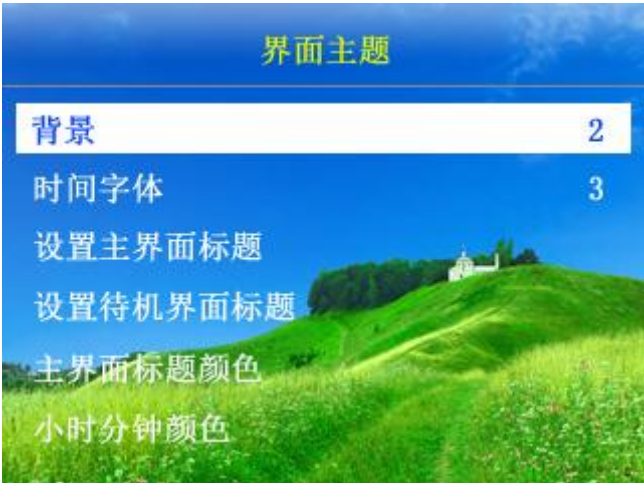 界面主题
背景 2
时间字体 3
设置主界面标题
设置待机界面标题
主界面标题颜色
小时分钟颜色